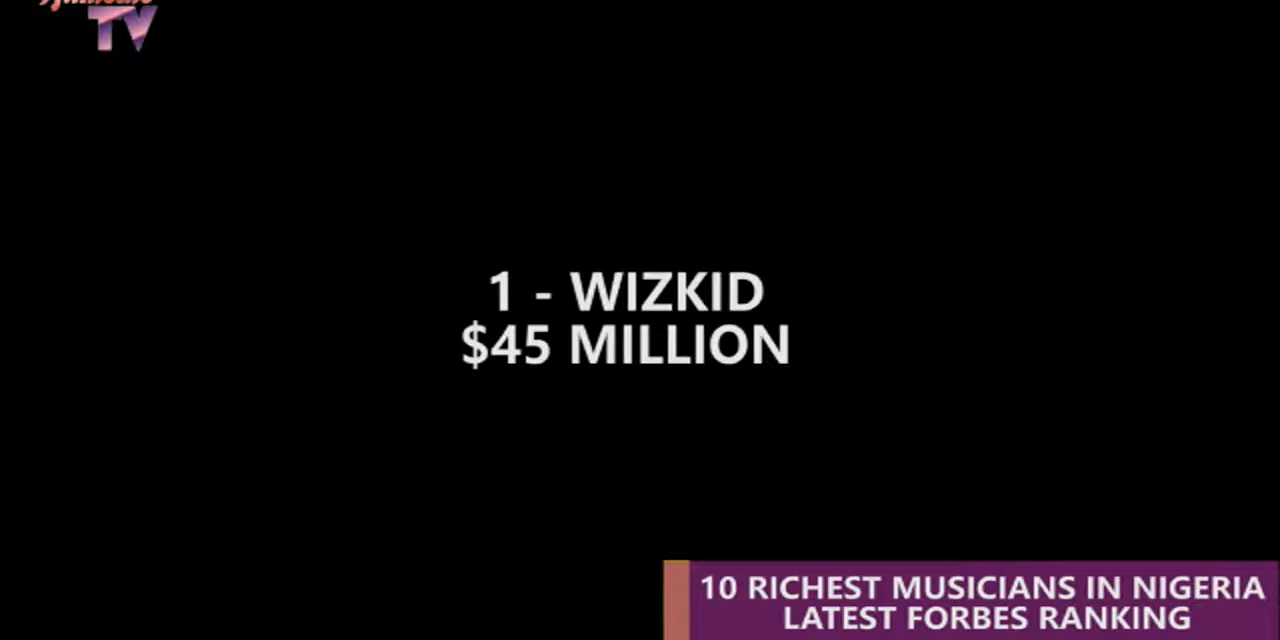 TV
1 - WIZKID
$45 MILLION
10 RICHEST MUSICIANS IN NIGERIA
LATEST FORBES RANKING